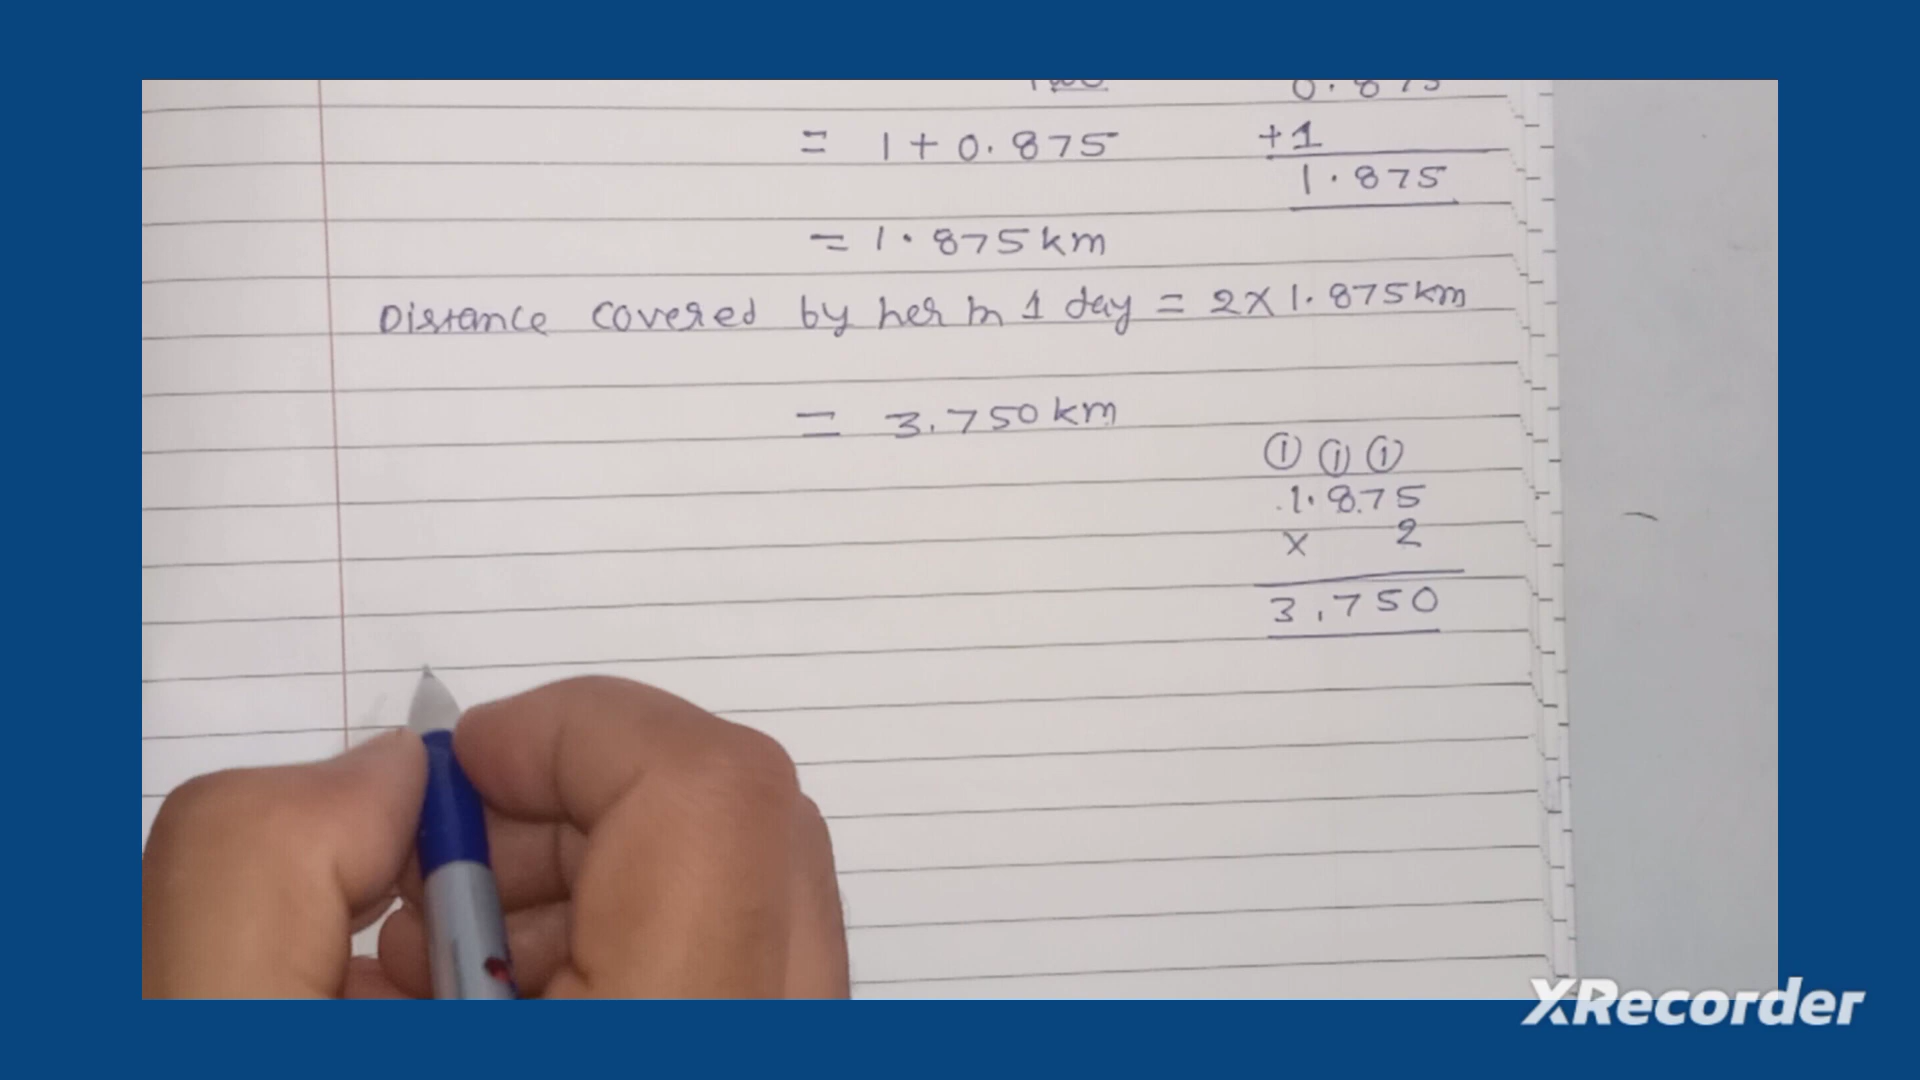 = 1 + 0.875
+1
1.875
= 1.875 km
Distance covered by her in 1 day = 2 X 1.875 km
= 3.750 km
1 1 1
1.875
X 2
3.750
XRecorder